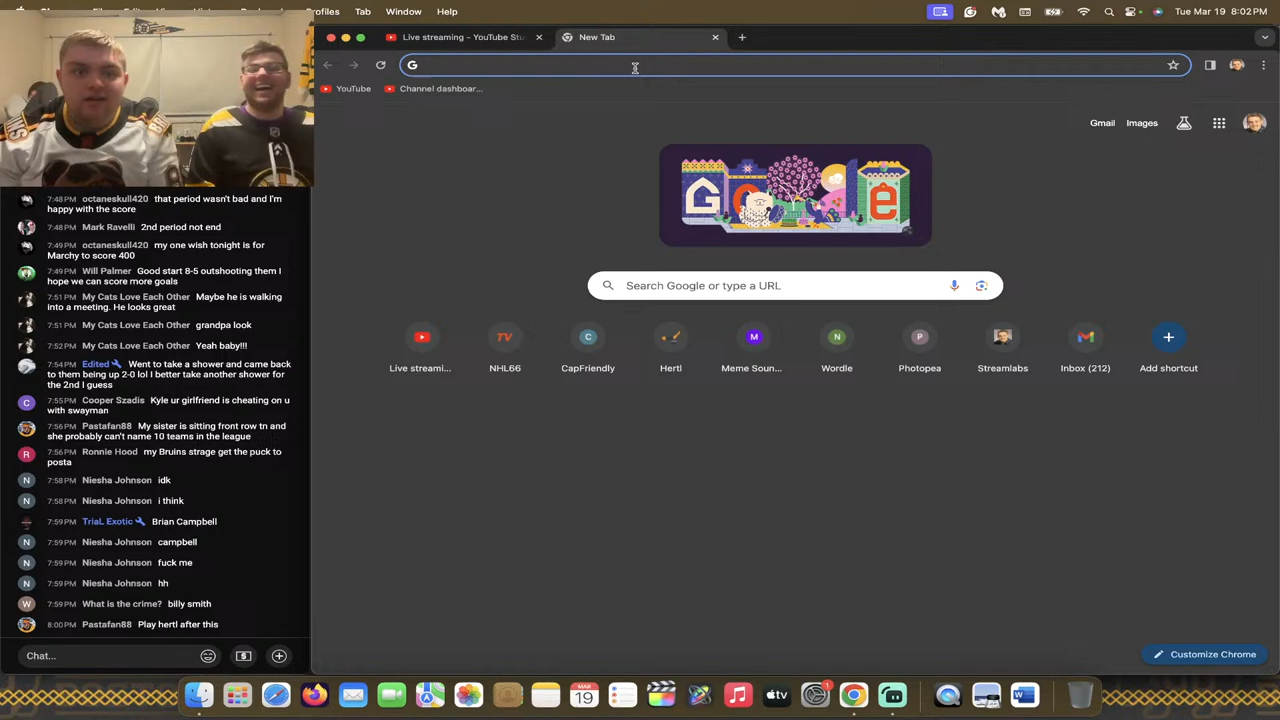 Profiles Tab Window Help
Tue Mar 19 8:02 PM
Live streaming - YouTube Stu
New Tab
YouTube
Channel dashboar...
Gmail
Images
Search Google or type a URL
Live streami...
NHL66
CapFriendly
Hertl
Meme Soun...
Wordle
Photopea
Streamlabs
Inbox (212)
Add shortcut
Customize Chrome
7:48 PM octaneskull420 that period wasn't bad and I'm
happy with the score
7:48 PM Mark Ravelli 2nd period not end
7:49 PM octaneskull420 my one wish tonight is for
Marchy to score 400
7:49 PM Will Palmer Good start 8-5 outshooting them I
hope we can score more goals
7:51 PM My Cats Love Each Other Maybe he is walking
into a meeting. He looks great
7:51 PM My Cats Love Each Other grandpa look
7:52 PM My Cats Love Each Other Yeah baby!!!
7:54 PM Edited Went to take a shower and came back
to them being up 2-0 lol I better take another shower for
the 2nd I guess
7:55 PM Cooper Szadis Kyle ur girlfriend is cheating on u
with swayman
7:56 PM Pastafan88 My sister is sitting front row tn and
she probably can't name 10 teams in the league
7:56 PM Ronnie Hood my Bruins strage get the puck to
posta
7:58 PM Niesha Johnson idk
7:58 PM Niesha Johnson i think
7:59 PM TriaL Exotic Brian Campbell
7:59 PM Niesha Johnson campbell
7:59 PM Niesha Johnson fuck me
7:59 PM Niesha Johnson hh
7:59 PM What is the crime? billy smith
8:00 PM Pastafan88 Play hertl after this
Chat...